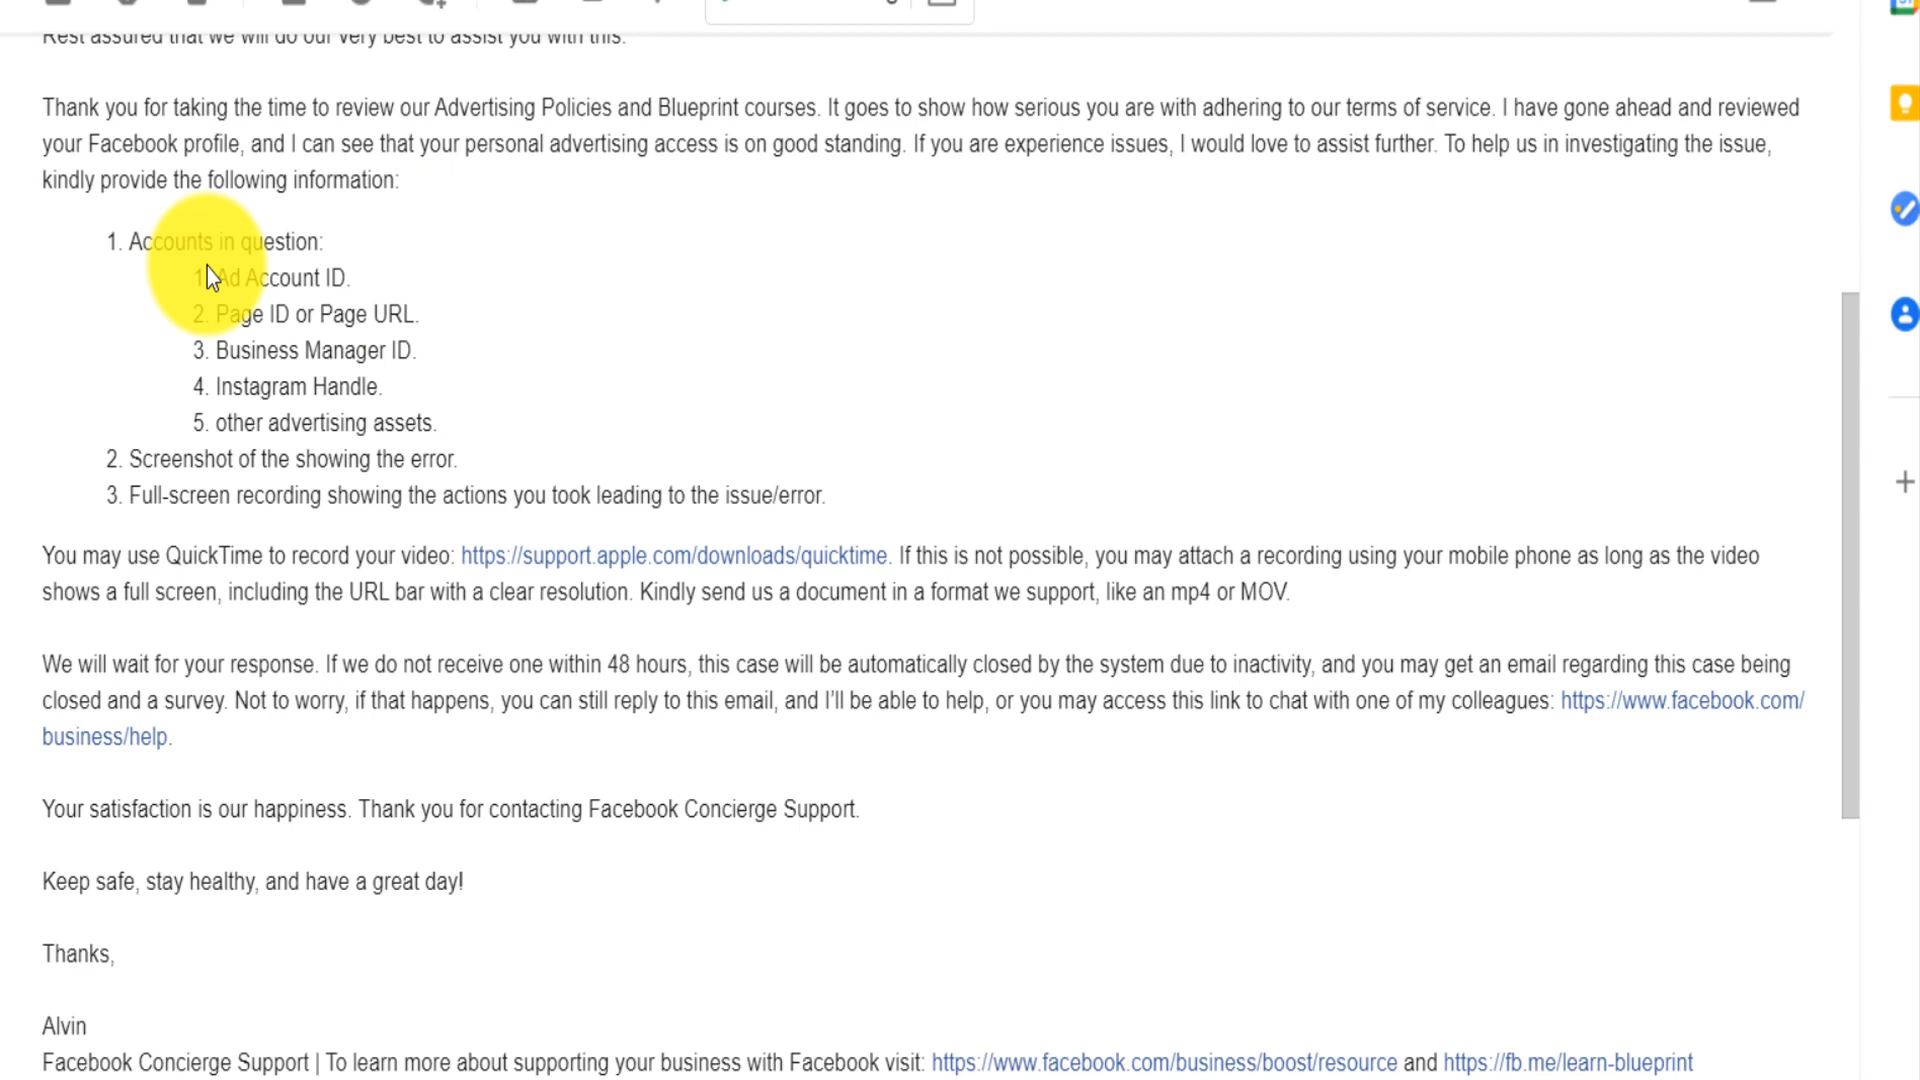 Rest assured that we will do our very best to assist you with this.
Thank you for taking the time to review our Advertising Policies and Blueprint courses. It goes to show how serious you are with adhering to our terms of service. I have gone ahead and reviewed
your Facebook profile, and I can see that your personal advertising access is on good standing. If you are experience issues, I would love to assist further. To help us in investigating the issue,
kindly provide the following information:
1. Accounts in question:
1. Ad Account ID.
2. Page ID or Page URL.
3. Business Manager ID.
4. Instagram Handle.
5. other advertising assets.
2. Screenshot of the showing the error.
3. Full-screen recording showing the actions you took leading to the issue/error.
You may use QuickTime to record your video: https://support.apple.com/downloads/quicktime. If this is not possible, you may attach a recording using your mobile phone as long as the video
shows a full screen, including the URL bar with a clear resolution. Kindly send us a document in a format we support, like an mp4 or MOV.
We will wait for your response. If we do not receive one within 48 hours, this case will be automatically closed by the system due to inactivity, and you may get an email regarding this case being
closed and a survey. Not to worry, if that happens, you can still reply to this email, and I'll be able to help, or you may access this link to chat with one of my colleagues: https://www.facebook.com/
business/help.
Your satisfaction is our happiness. Thank you for contacting Facebook Concierge Support.
Keep safe, stay healthy, and have a great day!
Thanks,
Alvin
Facebook Concierge Support | To learn more about supporting your business with Facebook visit: https://www.facebook.com/business/boost/resource and https://fb.me/learn-blueprint